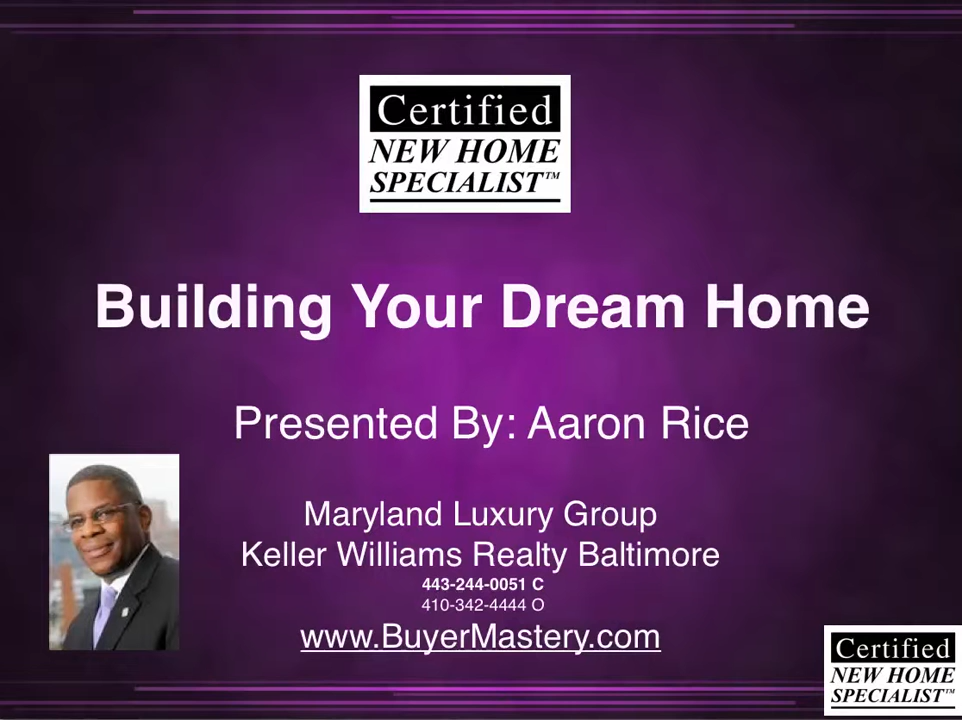 Certified
NEW HOME
SPECIALIST™
Building Your Dream Home
Presented By: Aaron Rice
Maryland Luxury Group
Keller Williams Realty Baltimore
443-244-0051 C
410-342-4444 O
www.BuyerMastery.com
Certified
NEW HOME
SPECIALIST™